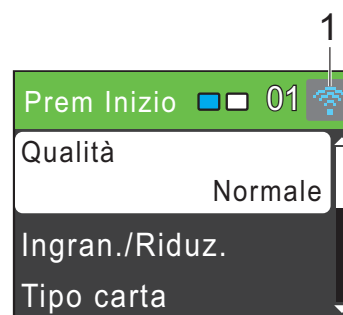 1
Prem Inizio 01
Qualità
Normale
Ingran./Riduz.
Tipo carta